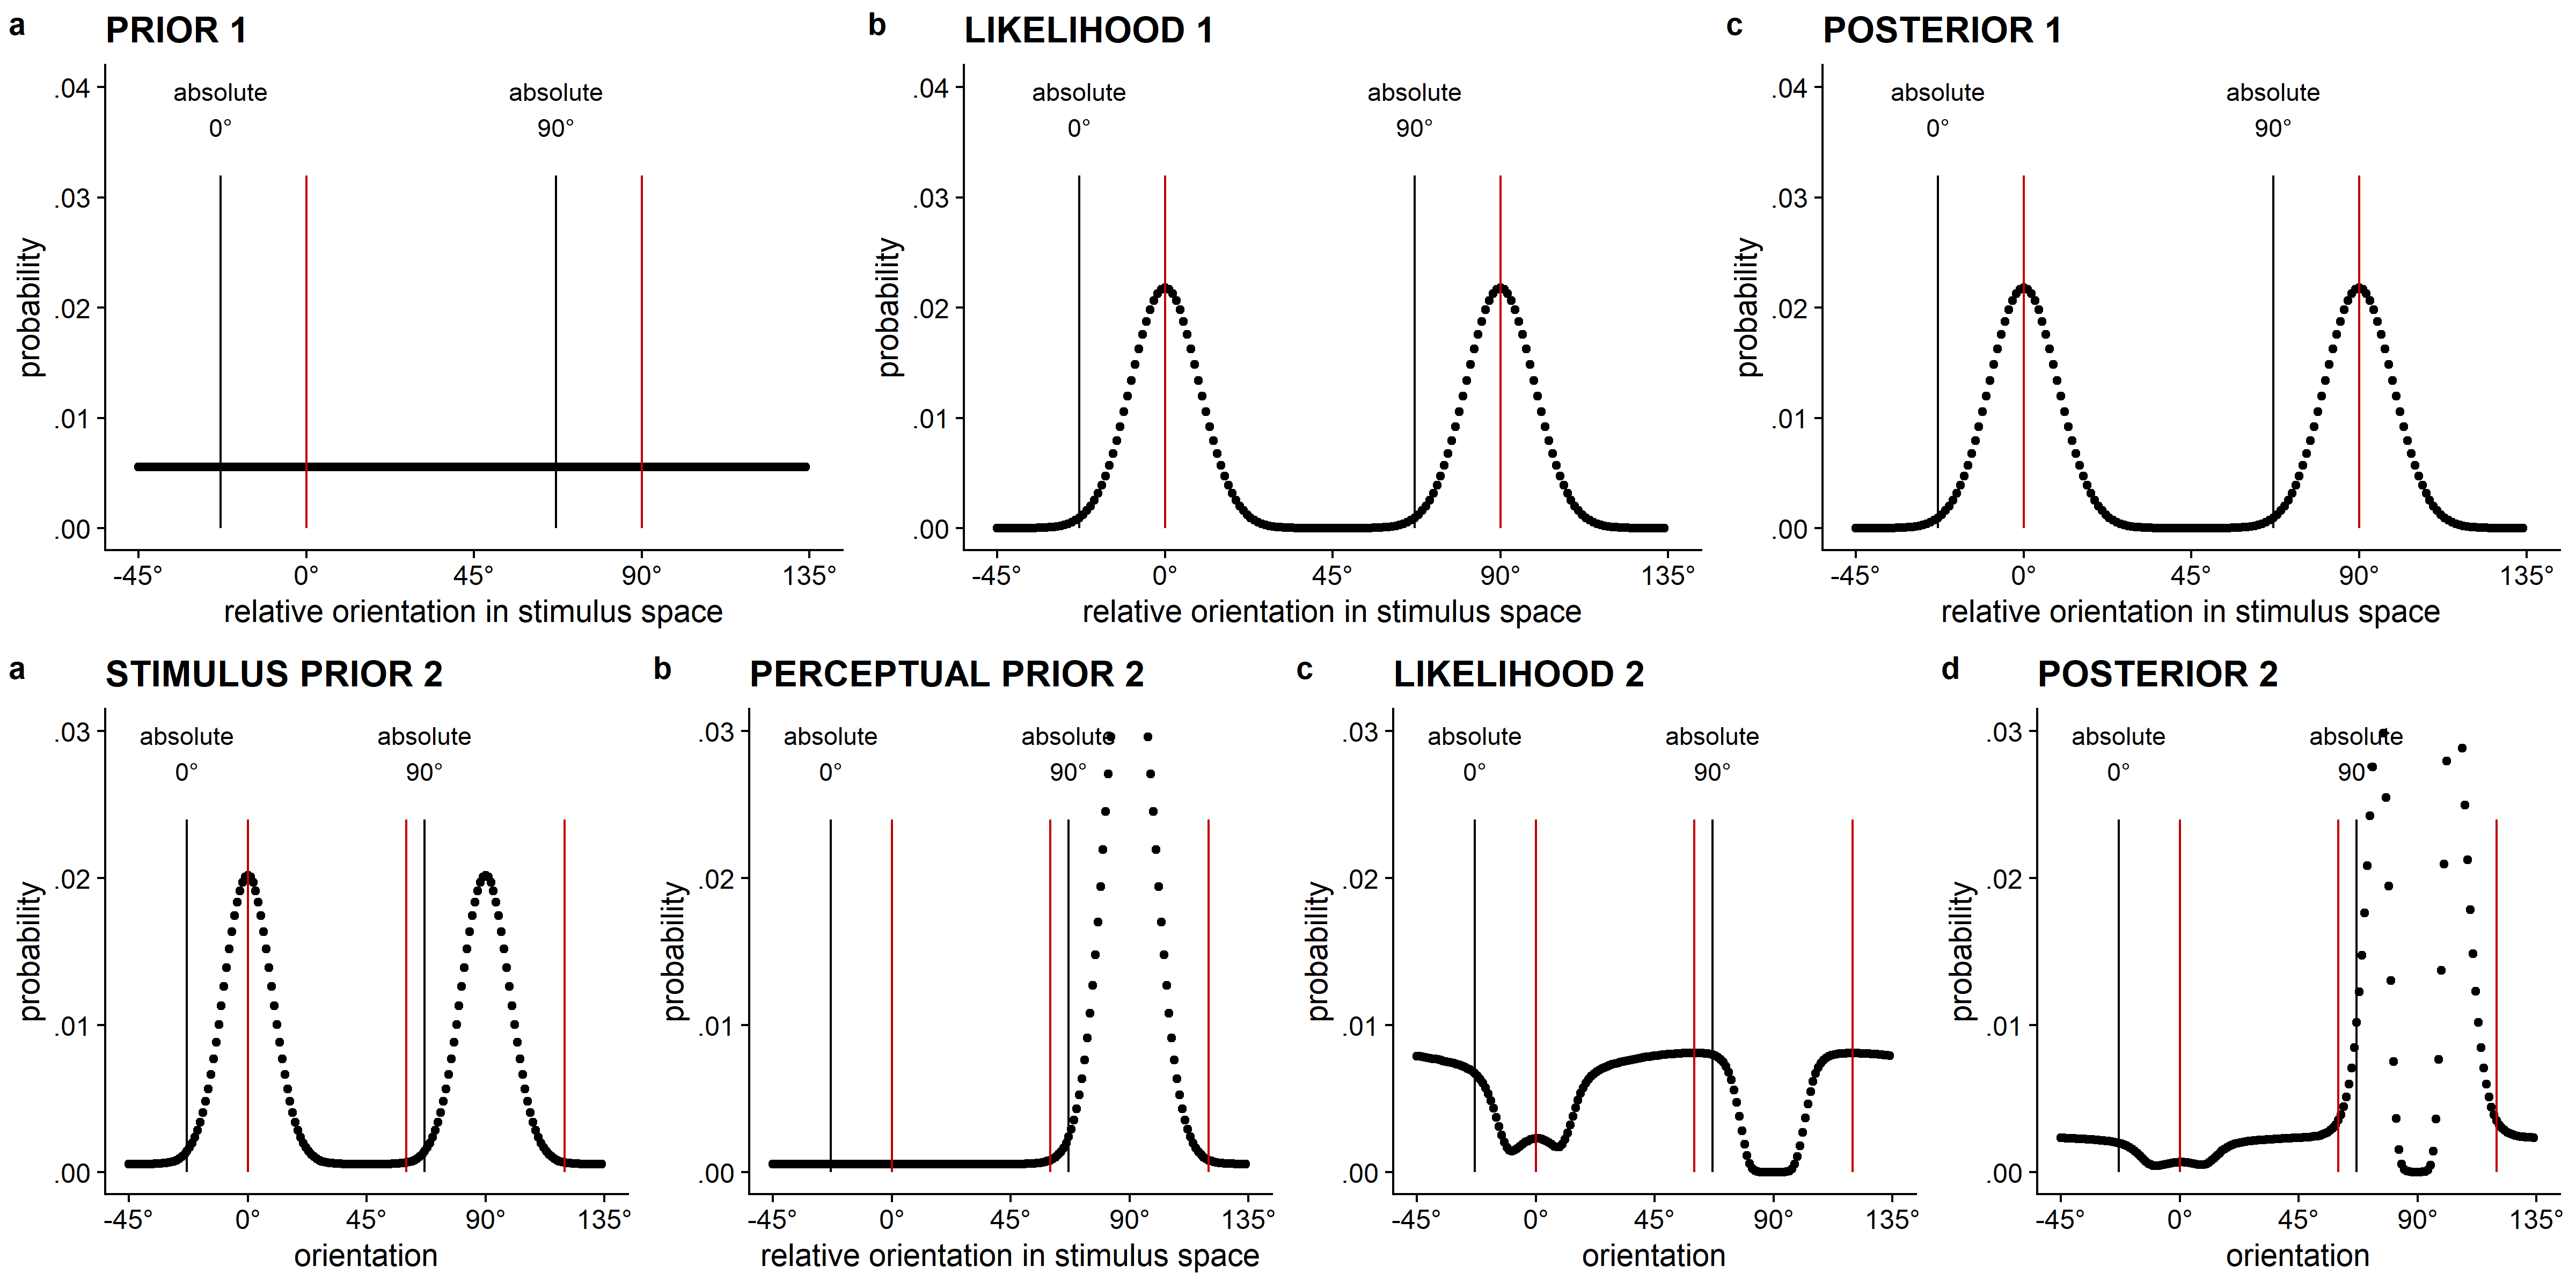 a PRIOR 1
absolute absolute
0° 90°
.04
.03
.02
.01
.00
probability
-45° 0° 45° 90° 135°
relative orientation in stimulus space
b LIKELIHOOD 1
absolute absolute
0° 90°
.04
.03
.02
.01
.00
probability
-45° 0° 45° 90° 135°
relative orientation in stimulus space
c POSTERIOR 1
absolute absolute
0° 90°
.04
.03
.02
.01
.00
probability
-45° 0° 45° 90° 135°
relative orientation in stimulus space
a STIMULUS PRIOR 2
absolute absolute
0° 90°
.03
.02
.01
.00
probability
-45° 0° 45° 90° 135°
orientation
b PERCEPTUAL PRIOR 2
absolute absolute
0° 90°
.03
.02
.01
.00
probability
-45° 0° 45° 90° 135°
relative orientation in stimulus space
c LIKELIHOOD 2
absolute absolute
0° 90°
.03
.02
.01
.00
probability
-45° 0° 45° 90° 135°
orientation
d POSTERIOR 2
absolute absolute
0° 90°
.03
.02
.01
.00
probability
-45° 0° 45° 90° 135°
orientation